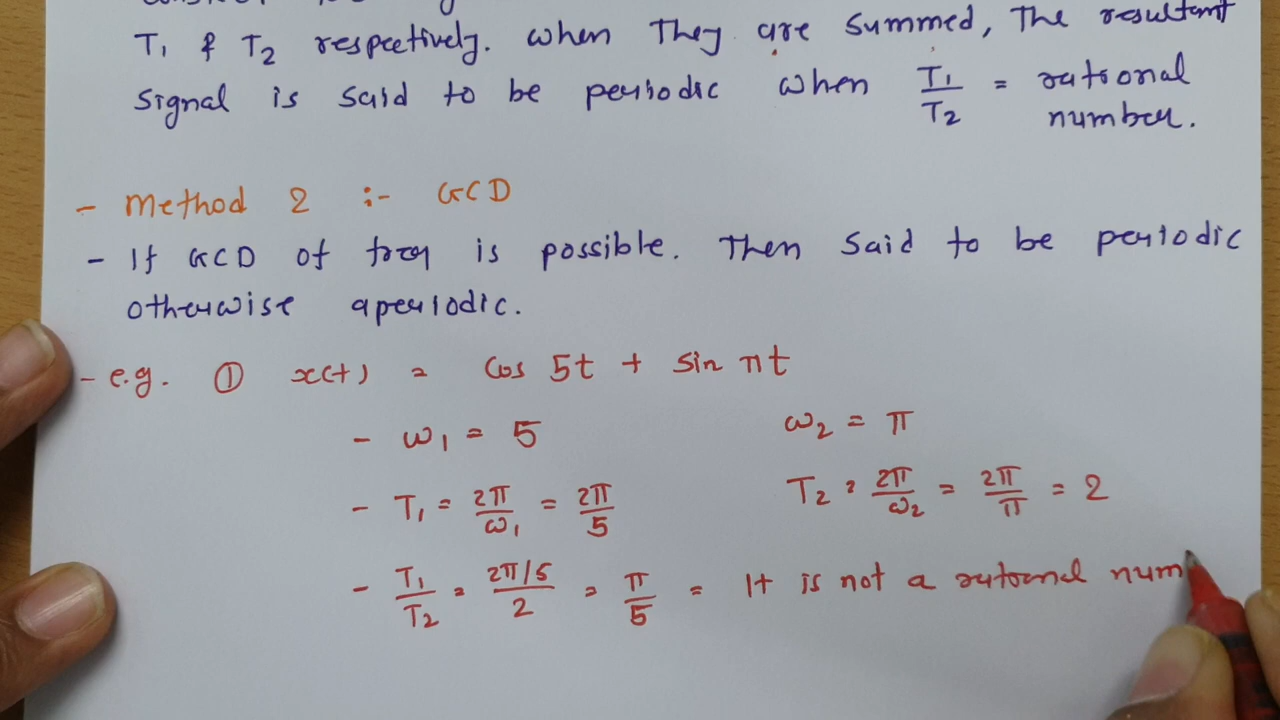 T₁ & T₂ respectively. when They are summed, The resultant
signal is said to be periodic when T₁/T₂ = rational number.
- Method 2 :- GCD
- If GCD of freq is possible. Then said to be periodic
otherwise aperiodic.
- e.g. ① x(t) = cos 5t + sin πt
- ω₁ = 5 ω₂ = π
- T₁ = 2π/ω₁ = 2π/5 T₂ = 2π/ω₂ = 2π/π = 2
- T₁/T₂ = 2π/5/2 = π/5 = It is not a rational num